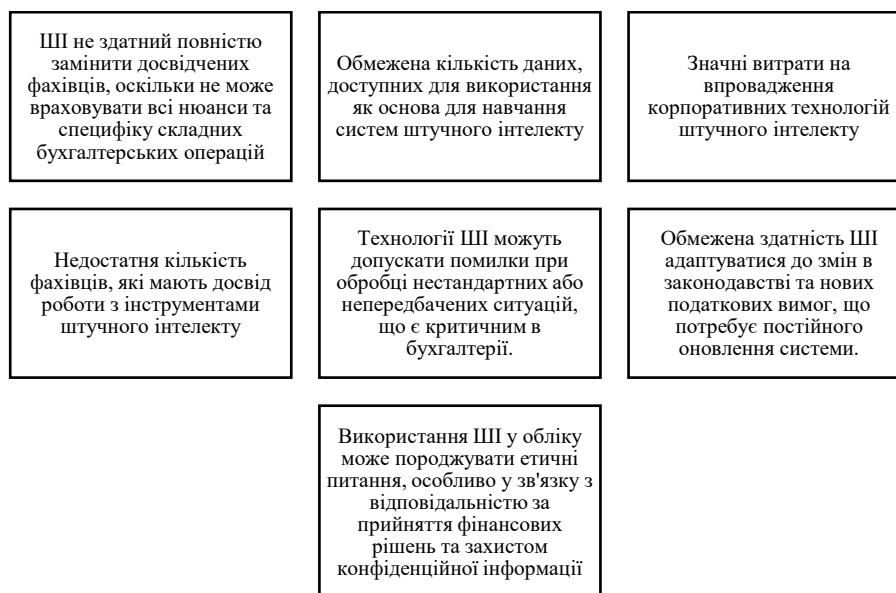 ШІ не здатний повністю
замінити досвідчених
фахівців, оскільки не може
враховувати всі нюанси та
специфіку складних
бухгалтерських операцій
Обмежена кількість даних,
доступних для використання
як основа для навчання
систем штучного інтелекту
Значні витрати на
впровадження
корпоративних технологій
штучного інтелекту
Недостатня кількість
фахівців, які мають досвід
роботи з інструментами
штучного інтелекту
Технології ШІ можуть
допускати помилки при
обробці нестандартних або
непередбачених ситуацій,
що є критичним в
бухгалтерії.
Обмежена здатність ШІ
адаптуватися до змін в
законодавстві та нових
податкових вимог, що
потребує постійного
оновлення системи.
Використання ШІ у обліку
може породжувати етичні
питання, особливо у зв'язку з
відповідальністю за
прийняття фінансових
рішень та захистом
конфіденційної інформації